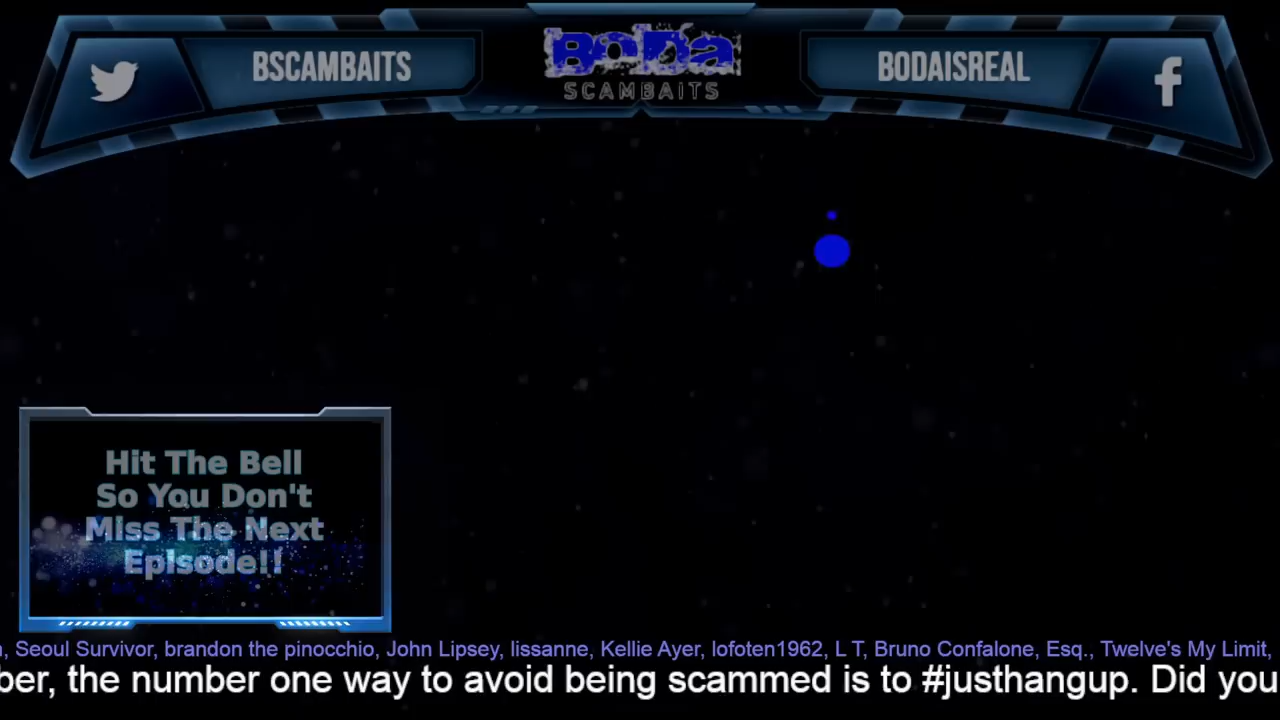 BSCAMBAITS
BoDa
SCAMBAITS
BODAISREAL
Hit The Bell
So You Don't
Miss The Next
Episode!!
, Seoul Survivor, brandon the pinocchio, John Lipsey, lissanne, Kellie Ayer, lofoten1962, L T, Bruno Confalone, Esq., Twelve's My Limit,
ber, the number one way to avoid being scammed is to #justhangup. Did you